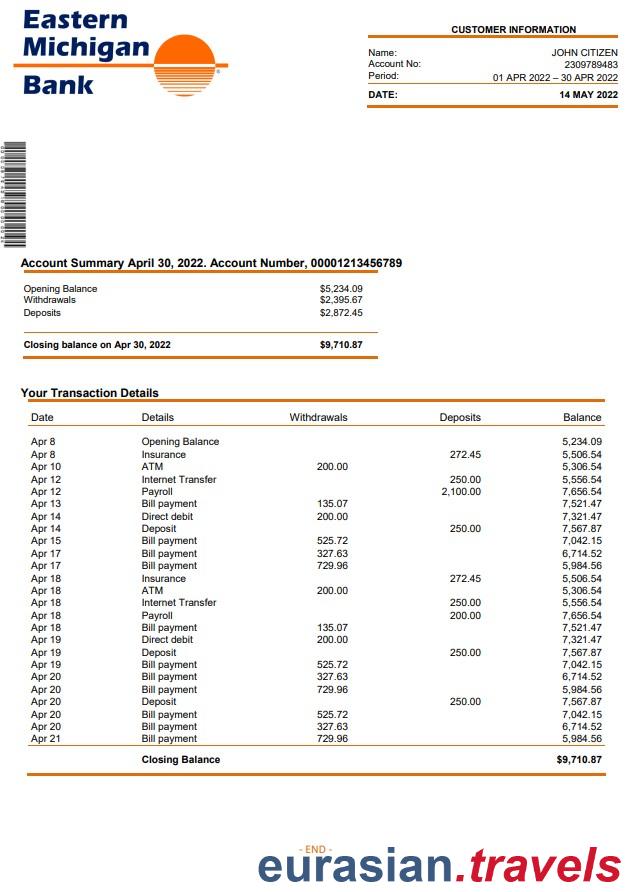 Eastern
Michigan
Bank
CUSTOMER INFORMATION
Name: JOHN CITIZEN
Account No: 2309789483
Period: 01 APR 2022 – 30 APR 2022
DATE: 14 MAY 2022
Account Summary April 30, 2022. Account Number, 00001213456789
Opening Balance $5,234.09
Withdrawals $2,395.67
Deposits $2,872.45
Closing balance on Apr 30, 2022 $9,710.87
Your Transaction Details
Date Details Withdrawals Deposits Balance
Apr 8 Opening Balance 5,234.09
Apr 8 Insurance 272.45 5,506.54
Apr 10 ATM 200.00 5,306.54
Apr 12 Internet Transfer 250.00 5,556.54
Apr 12 Payroll 2,100.00 7,656.54
Apr 13 Bill payment 135.07 7,521.47
Apr 14 Direct debit 200.00 7,321.47
Apr 14 Deposit 250.00 7,567.87
Apr 15 Bill payment 525.72 7,042.15
Apr 17 Bill payment 327.63 6,714.52
Apr 17 Bill payment 729.96 5,984.56
Apr 18 Insurance 272.45 5,506.54
Apr 18 ATM 200.00 5,306.54
Apr 18 Internet Transfer 250.00 5,556.54
Apr 18 Payroll 200.00 7,656.54
Apr 18 Bill payment 135.07 7,521.47
Apr 19 Direct debit 200.00 7,321.47
Apr 19 Deposit 250.00 7,567.87
Apr 19 Bill payment 525.72 7,042.15
Apr 20 Bill payment 327.63 6,714.52
Apr 20 Bill payment 729.96 5,984.56
Apr 20 Deposit 250.00 7,567.87
Apr 20 Bill payment 525.72 7,042.15
Apr 20 Bill payment 327.63 6,714.52
Apr 21 Bill payment 729.96 5,984.56
Closing Balance $9,710.87
- END -
eurasian.travels